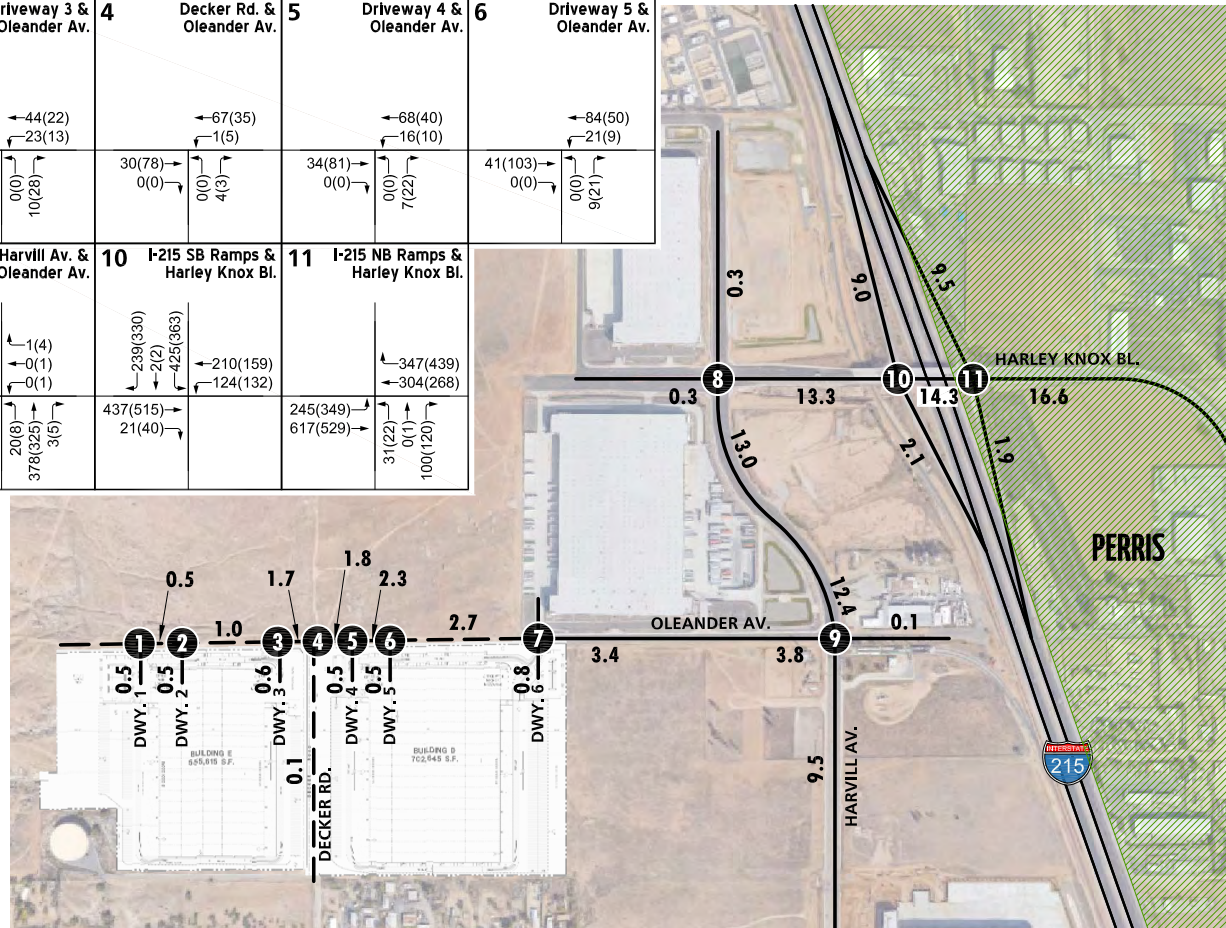 riveway 3 &
Oleander Av.
44(22)
23(13)
0(0)
10(28)
4
Decker Rd. &
Oleander Av.
67(35)
1(5)
30(78)
0(0)
0(0)
4(3)
5
Driveway 4 &
Oleander Av.
68(40)
16(10)
34(81)
0(0)
0(0)
7(22)
6
Driveway 5 &
Oleander Av.
84(50)
21(9)
41(103)
0(0)
0(0)
9(21)
Harvill Av. &
Oleander Av.
1(4)
0(1)
0(1)
20(8)
378(325)
3(5)
10
I-215 SB Ramps &
Harley Knox Bl.
239(330)
2(2)
425(363)
210(159)
124(132)
437(515)
21(40)
11
I-215 NB Ramps &
Harley Knox Bl.
347(439)
304(268)
245(349)
617(529)
31(22)
0(1)
100(120)
0.3
9.0
9.5
HARLEY KNOX BL.
8
10
11
0.3
13.3
14.3
16.6
13.0
2.1
1.9
PERRIS
1.8
0.5
1.7
2.3
12.4
1.0
2.7
OLEANDER AV.
0.1
1
2
3
4
5
6
7
9
3.4
3.8
0.5
0.5
0.6
0.5
0.5
0.8
DWY. 1
DWY. 2
DWY. 3
DWY. 4
DWY. 5
DWY. 6
BUILDING E
655,615 S.F.
BUILDING D
702,645 S.F.
0.1
DECKER RD.
9.5
HARVILL AV.
INTERSTATE
215